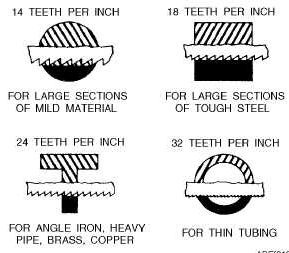 14 TEETH PER INCH
18 TEETH PER INCH
FOR LARGE SECTIONS
OF MILD MATERIAL
FOR LARGE SECTIONS
OF TOUGH STEEL
24 TEETH PER INCH
32 TEETH PER INCH
FOR ANGLE IRON, HEAVY
PIPE, BRASS, COPPER
FOR THIN TUBING